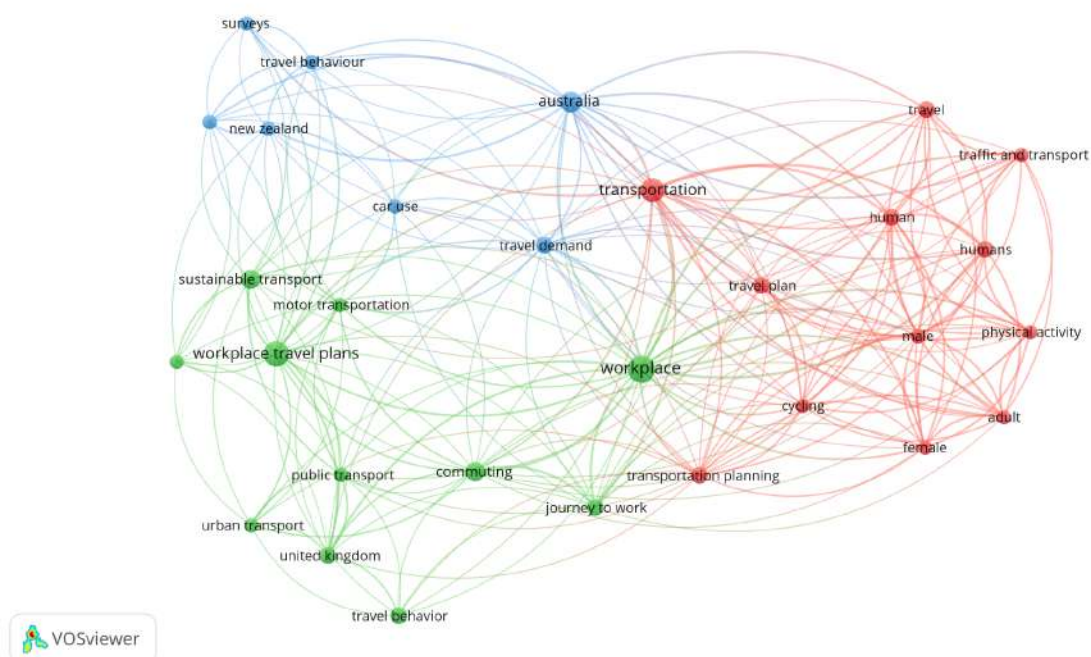 surveys
travel behaviour
australia
travel
new zealand
traffic and transport
transportation
car use
human
travel demand
humans
sustainable transport
travel plan
motor transportation
physical activity
male
workplace travel plans
workplace
cycling
adult
female
public transport
commuting
transportation planning
journey to work
urban transport
united kingdom
travel behavior
VOSviewer